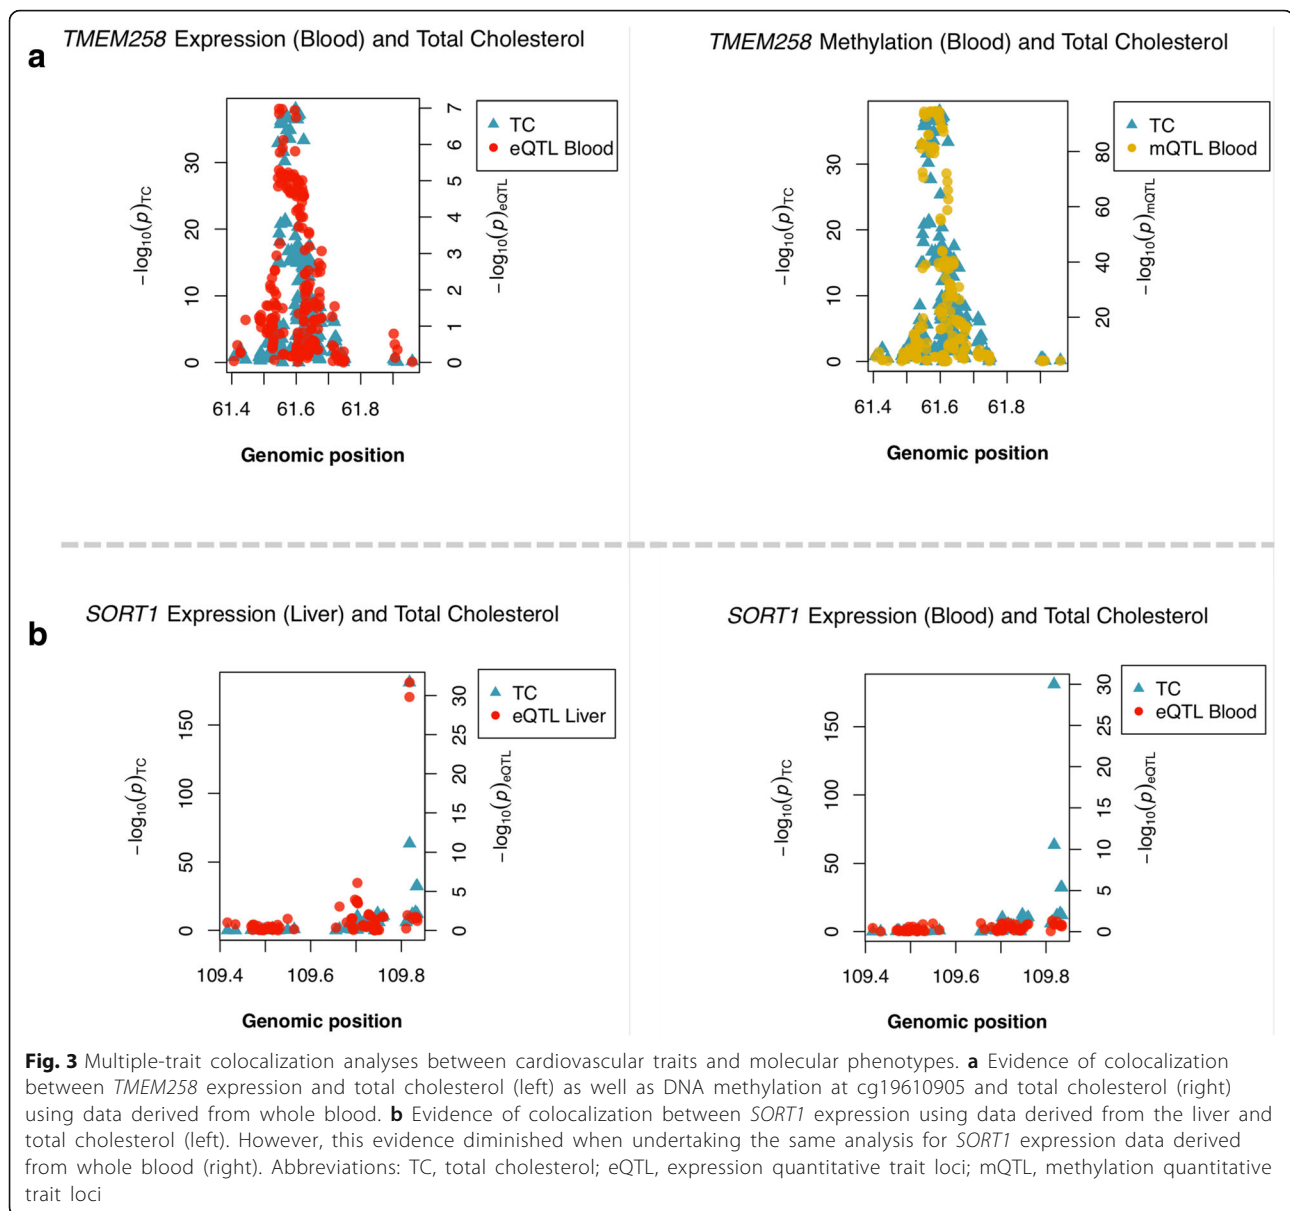 a
TMEM258 Expression (Blood) and Total Cholesterol
−log10(p)TC
30
20
10
0
7
6
5
4
3
2
1
0
−log10(p)eQTL
TC
eQTL Blood
61.4 61.6 61.8
Genomic position
TMEM258 Methylation (Blood) and Total Cholesterol
−log10(p)TC
30
20
10
0
80
60
40
20
−log10(p)mQTL
TC
mQTL Blood
61.4 61.6 61.8
Genomic position
b
SORT1 Expression (Liver) and Total Cholesterol
−log10(p)TC
150
100
50
0
30
25
20
15
10
5
0
−log10(p)eQTL
TC
eQTL Liver
109.4 109.6 109.8
Genomic position
SORT1 Expression (Blood) and Total Cholesterol
−log10(p)TC
150
100
50
0
30
25
20
15
10
5
0
−log10(p)eQTL
TC
eQTL Blood
109.4 109.6 109.8
Genomic position
Fig. 3 Multiple-trait colocalization analyses between cardiovascular traits and molecular phenotypes. a Evidence of colocalization
between TMEM258 expression and total cholesterol (left) as well as DNA methylation at cg19610905 and total cholesterol (right)
using data derived from whole blood. b Evidence of colocalization between SORT1 expression using data derived from the liver and
total cholesterol (left). However, this evidence diminished when undertaking the same analysis for SORT1 expression data derived
from whole blood (right). Abbreviations: TC, total cholesterol; eQTL, expression quantitative trait loci; mQTL, methylation quantitative
trait loci